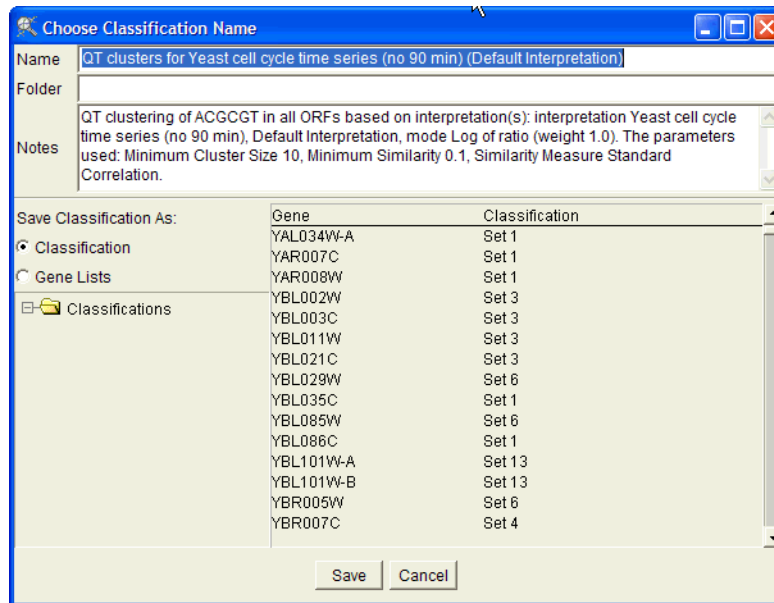 Choose Classification Name
Name QT clusters for Yeast cell cycle time series (no 90 min) (Default Interpretation)
Folder
Notes
QT clustering of ACGCGT in all ORFs based on interpretation(s): interpretation Yeast cell cycle
time series (no 90 min), Default Interpretation, mode Log of ratio (weight 1.0). The parameters
used: Minimum Cluster Size 10, Minimum Similarity 0.1, Similarity Measure Standard
Correlation.
Save Classification As:
Classification
Gene Lists
Classifications
Gene Classification
YAL034W-A Set 1
YAR007C Set 1
YAR008W Set 1
YBL002W Set 3
YBL003C Set 3
YBL011W Set 3
YBL021C Set 3
YBL029W Set 6
YBL035C Set 1
YBL085W Set 6
YBL086C Set 1
YBL101W-A Set 13
YBL101W-B Set 13
YBR005W Set 6
YBR007C Set 4
Save Cancel